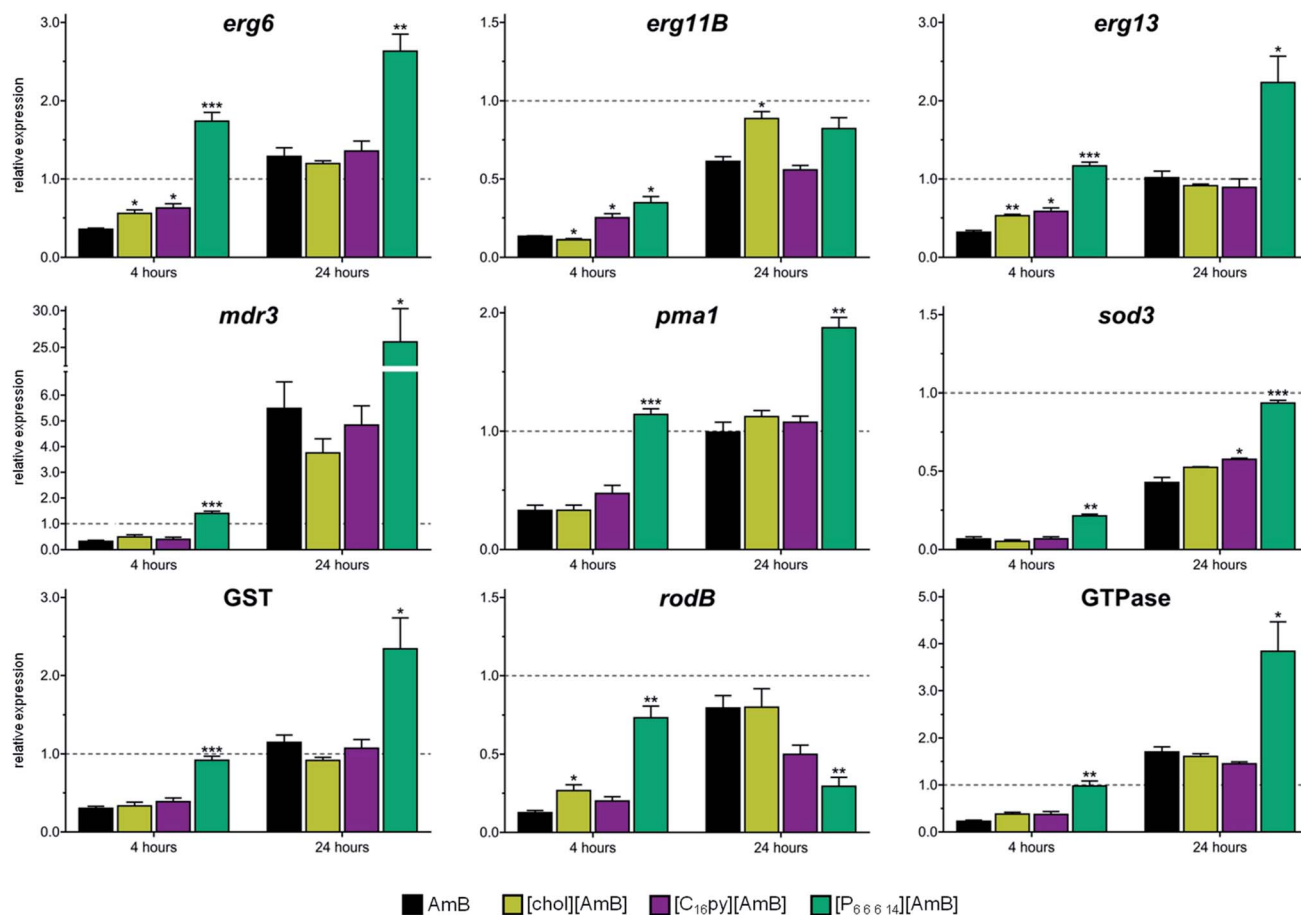 erg6
relative expression
3.0
2.0
1.0
0.0
*
*
***
**
4 hours
24 hours
erg11B
1.5
1.0
0.5
0.0
*
*
*
*
4 hours
24 hours
erg13
3.0
2.0
1.0
0.0
**
*
***
*
4 hours
24 hours
mdr3
relative expression
30.0
25.0
6.0
5.0
4.0
3.0
2.0
1.0
0.0
***
*
4 hours
24 hours
pma1
2.0
1.0
0.0
***
**
4 hours
24 hours
sod3
1.5
1.0
0.5
0.0
**
*
***
4 hours
24 hours
GST
relative expression
3.0
2.0
1.0
0.0
***
*
4 hours
24 hours
rodB
1.5
1.0
0.5
0.0
*
**
**
4 hours
24 hours
GTPase
5.0
4.0
5.0
2.0
1.0
0.0
**
*
4 hours
24 hours
AmB [chol][AmB] [C16py][AmB] [P6 6 6 14][AmB]